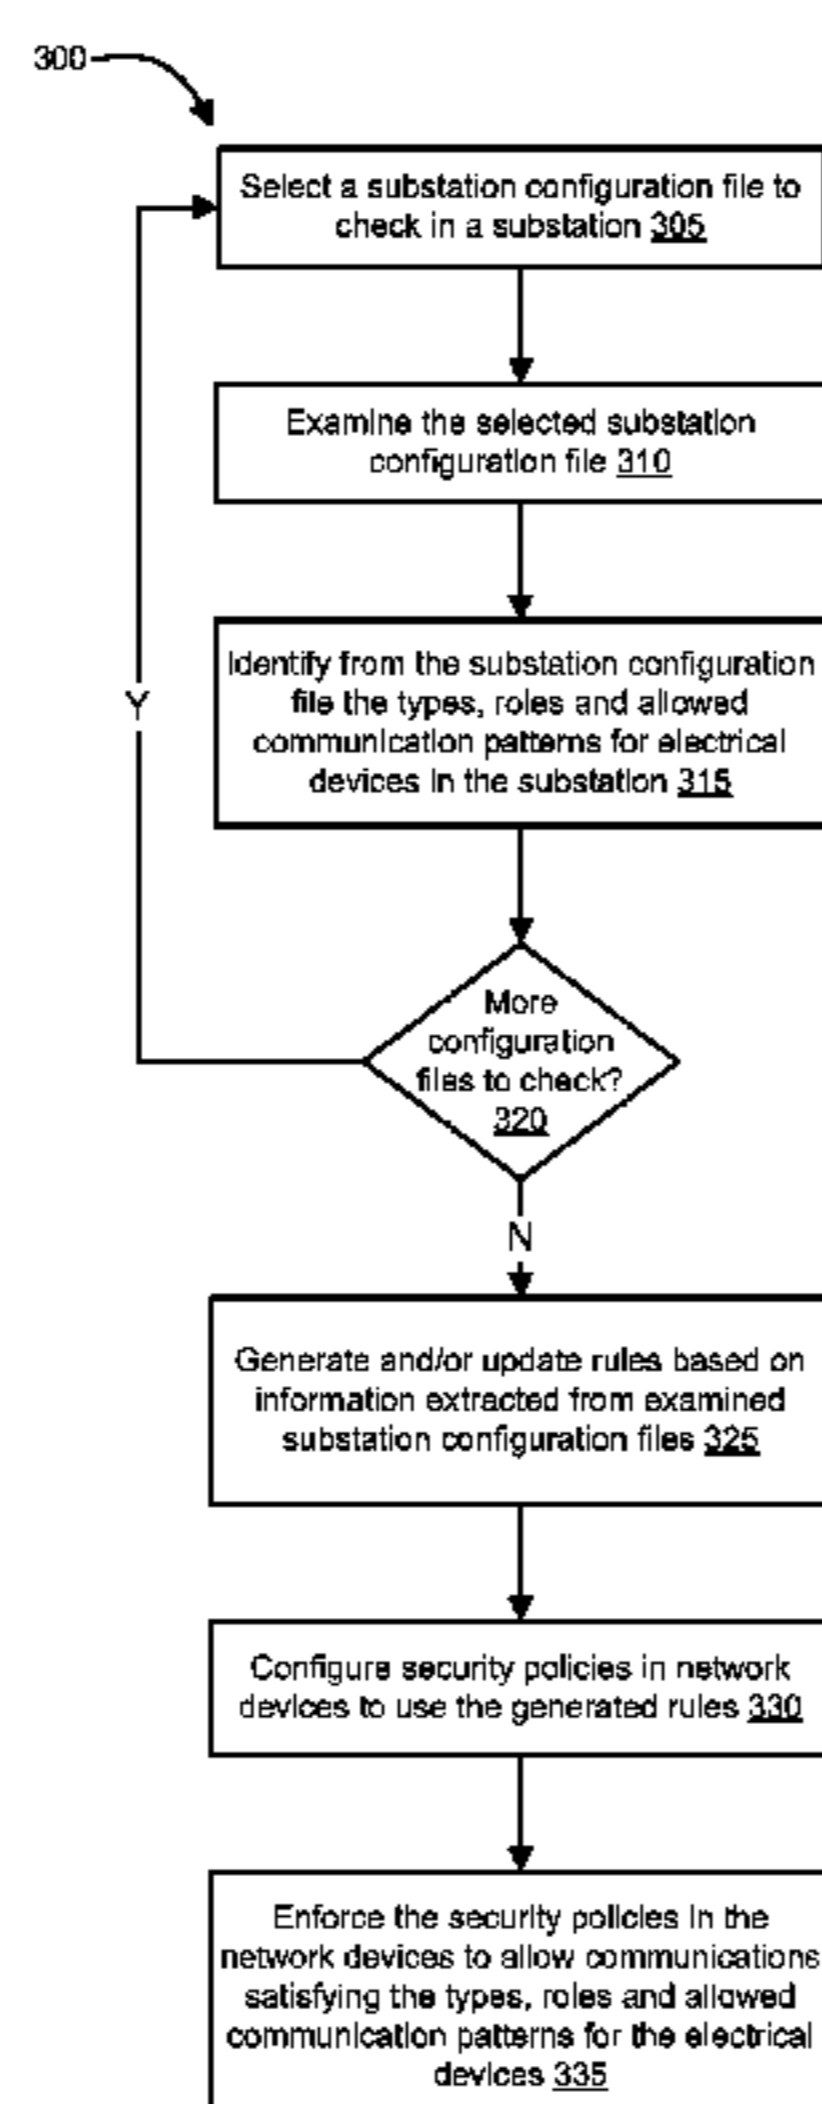 300
Select a substation configuration file to
check in a substation 305
Examine the selected substation
configuration file 310
Identify from the substation configuration
file the types, roles and allowed
communication patterns for electrical
devices in the substation 315
Y
More
configuration
files to check?
320
N
Generate and/or update rules based on
information extracted from examined
substation configuration files 325
Configure security policies in network
devices to use the generated rules 330
Enforce the security policies in the
network devices to allow communications
satisfying the types, roles and allowed
communication patterns for the electrical
devices 335